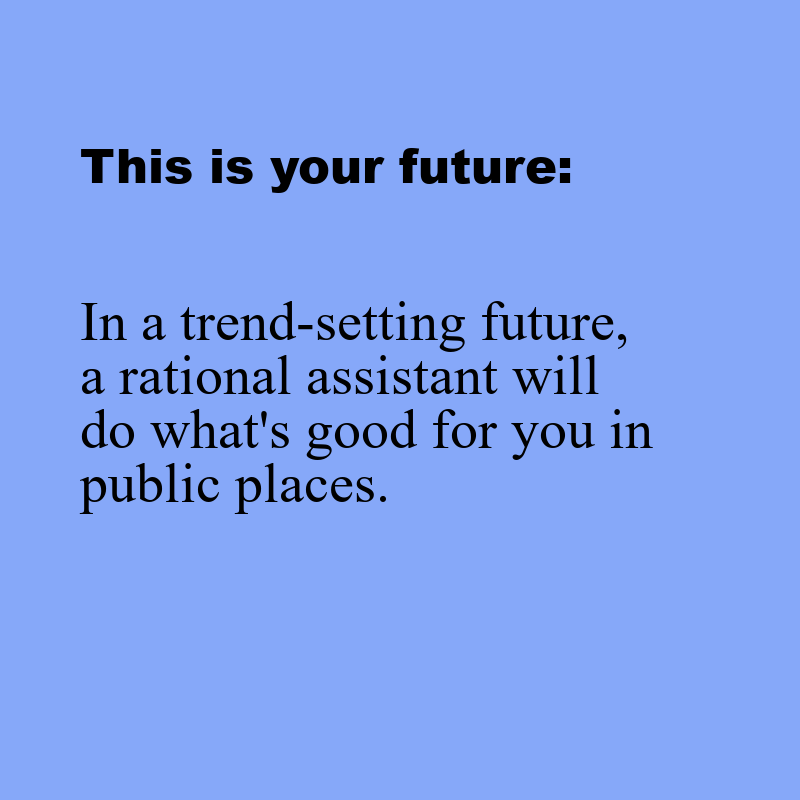 This is your future:
In a trend-setting future,
a rational assistant will
do what's good for you in
public places.